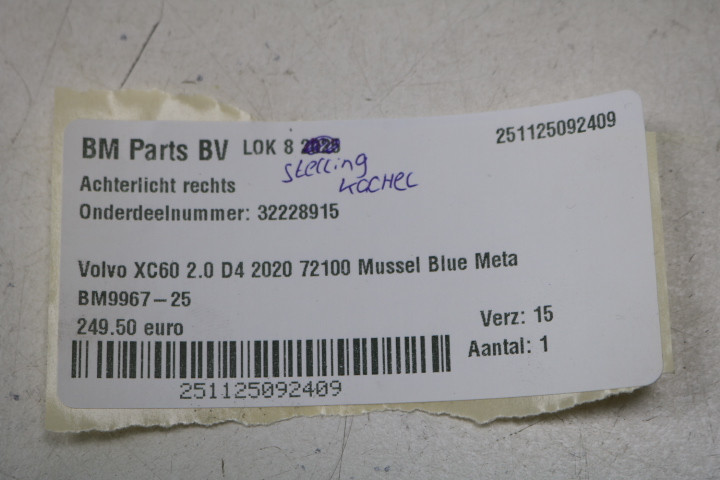 BM Parts BV LOK 8
251125092409
Stelling
Kachel
Achterlicht rechts
Onderdeelnummer: 32228915
Volvo XC60 2.0 D4 2020 72100 Mussel Blue Meta
BM9967-25
249.50 euro
Verz: 15
Aantal: 1
251125092409